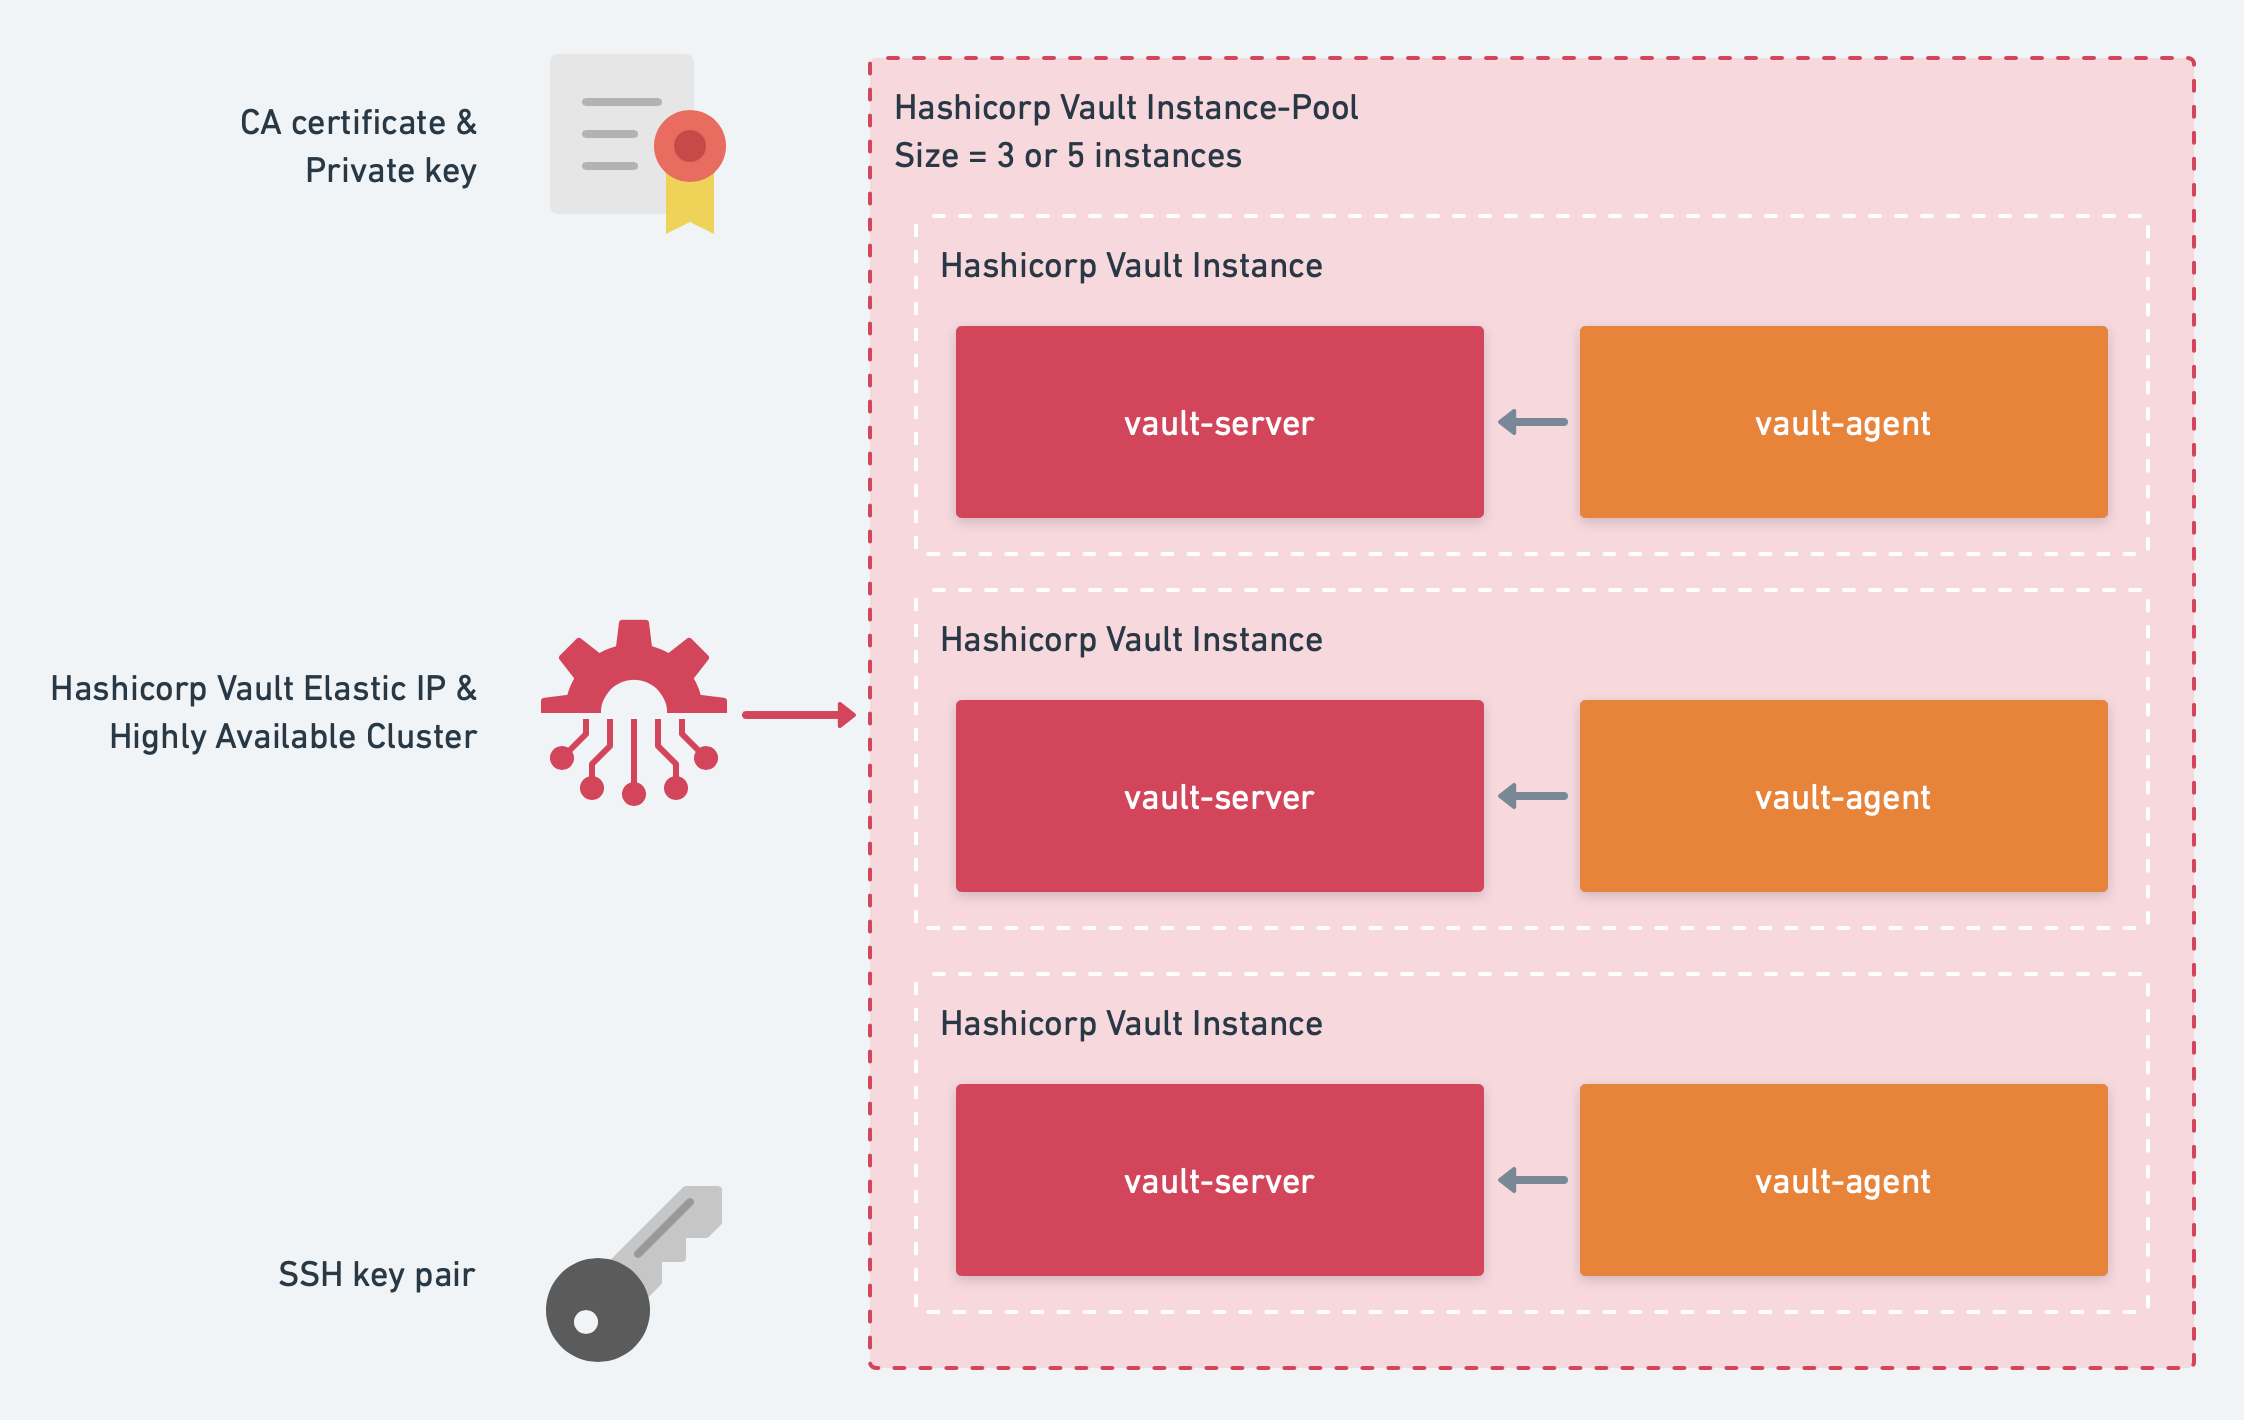 CA certificate &
Private key
Hashicorp Vault Elastic IP &
Highly Available Cluster
SSH key pair
Hashicorp Vault Instance-Pool
Size = 3 or 5 instances
Hashicorp Vault Instance
vault-server
vault-agent
Hashicorp Vault Instance
vault-server
vault-agent
Hashicorp Vault Instance
vault-server
vault-agent